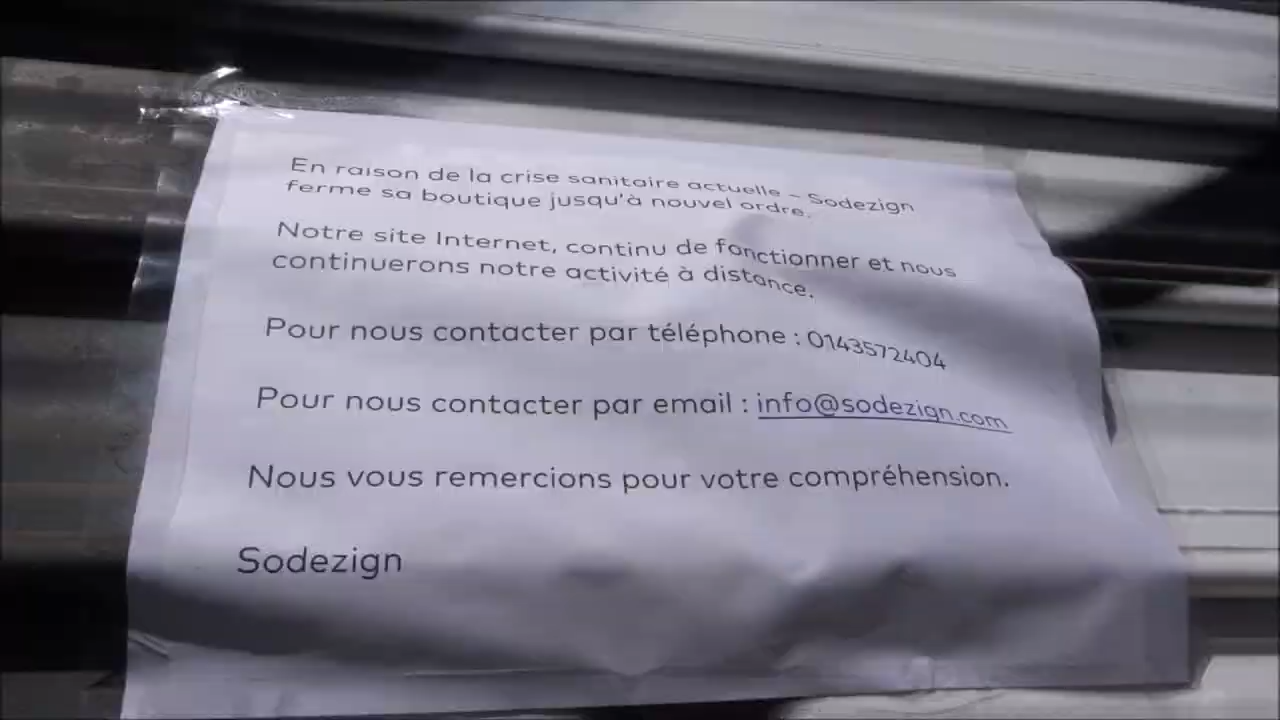 En raison de la crise sanitaire actuelle – Sodezign
ferme sa boutique jusqu'à nouvel ordre.
Notre site Internet, continu de fonctionner et nous
continuerons notre activité à distance.
Pour nous contacter par téléphone : 0143572404
Pour nous contacter par email : info@sodezign.com
Nous vous remercions pour votre compréhension.
Sodezign